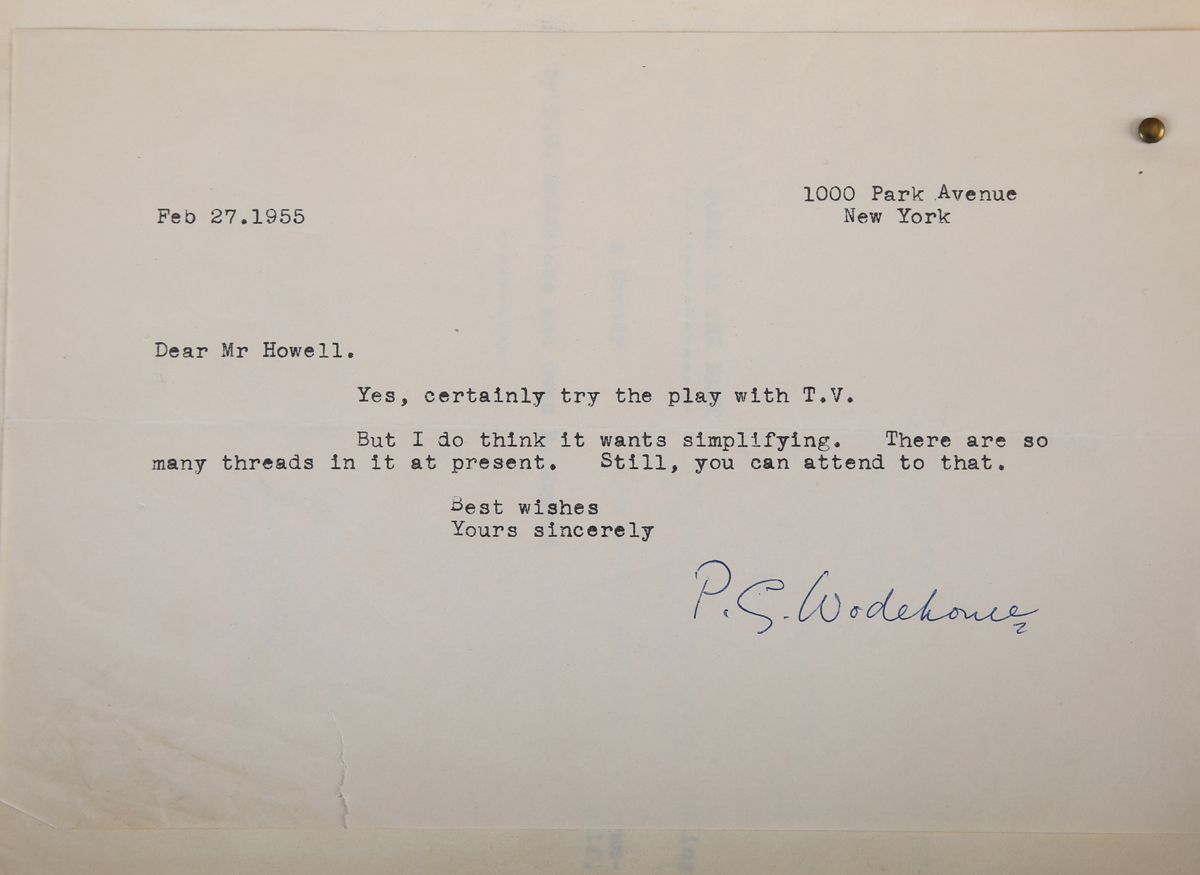 1000 Park Avenue
Feb 27.1955
New York
Dear Mr Howell.
Yes, certainly try the play with T.V.
But I do think it wants simplifying. There are so
many threads in it at present. Still, you can attend to that.
Best wishes
Yours sincerely
P. G. Wodehouse